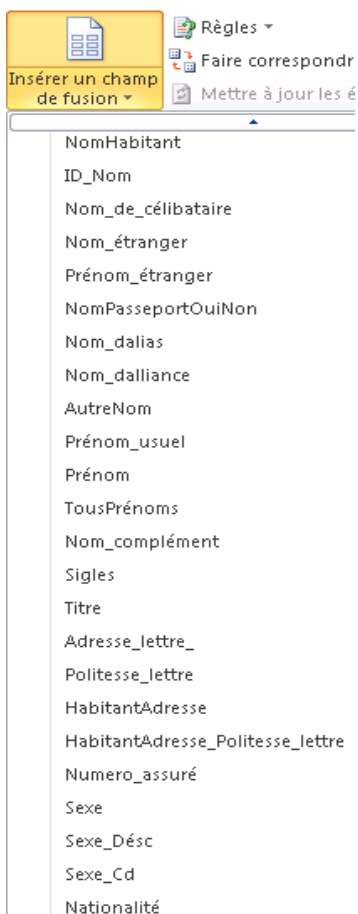 Règles
Faire correspondr
Insérer un champ
de fusion
Mettre à jour les é
NomHabitant
ID_Nom
Nom_de_célibataire
Nom_étranger
Prénom_étranger
NomPasseportOuiNon
Nom_dalias
Nom_dalliance
AutreNom
Prénom_usuel
Prénom
TousPrénoms
Nom_complément
Sigles
Titre
Adresse_lettre_
Politesse_lettre
HabitantAdresse
HabitantAdresse_Politesse_lettre
Numero_assuré
Sexe
Sexe_Désc
Sexe_Cd
Nationalité